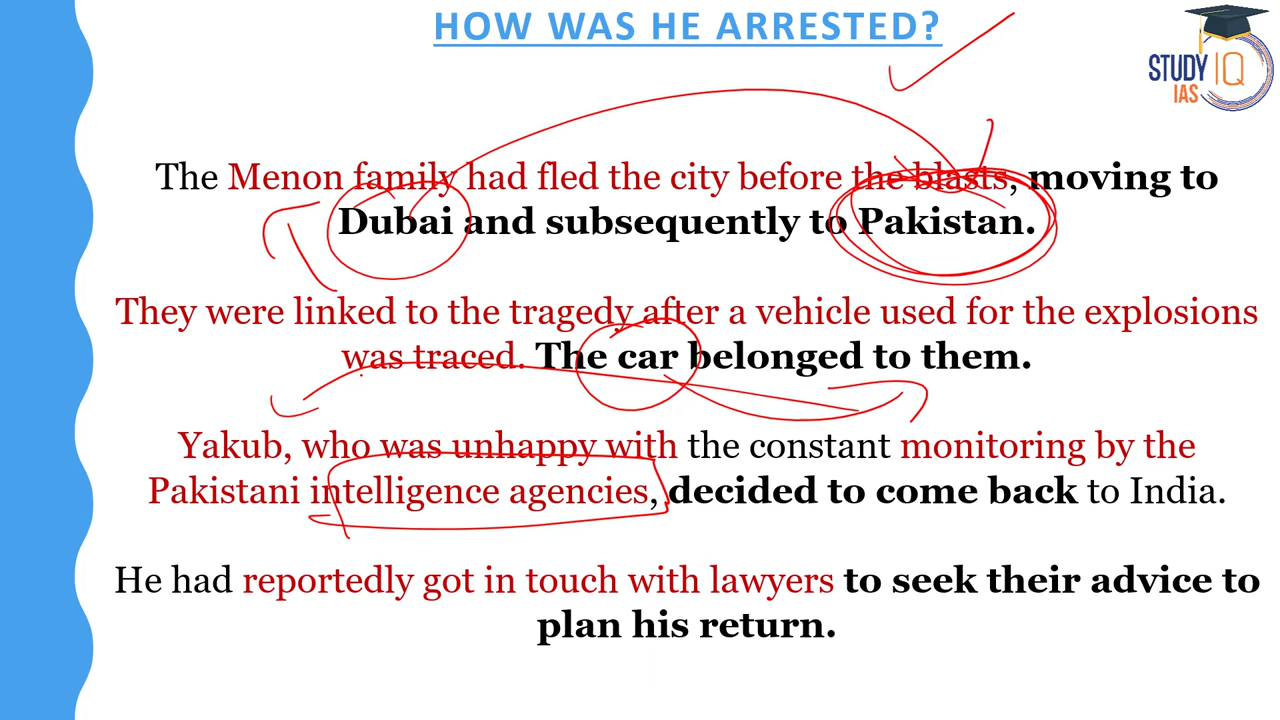 HOW WAS HE ARRESTED?
STUDY IQ
IAS
The Menon family had fled the city before the blasts, moving to
Dubai and subsequently to Pakistan.
They were linked to the tragedy after a vehicle used for the explosions
was traced. The car belonged to them.
Yakub, who was unhappy with the constant monitoring by the
Pakistani intelligence agencies, decided to come back to India.
He had reportedly got in touch with lawyers to seek their advice to
plan his return.